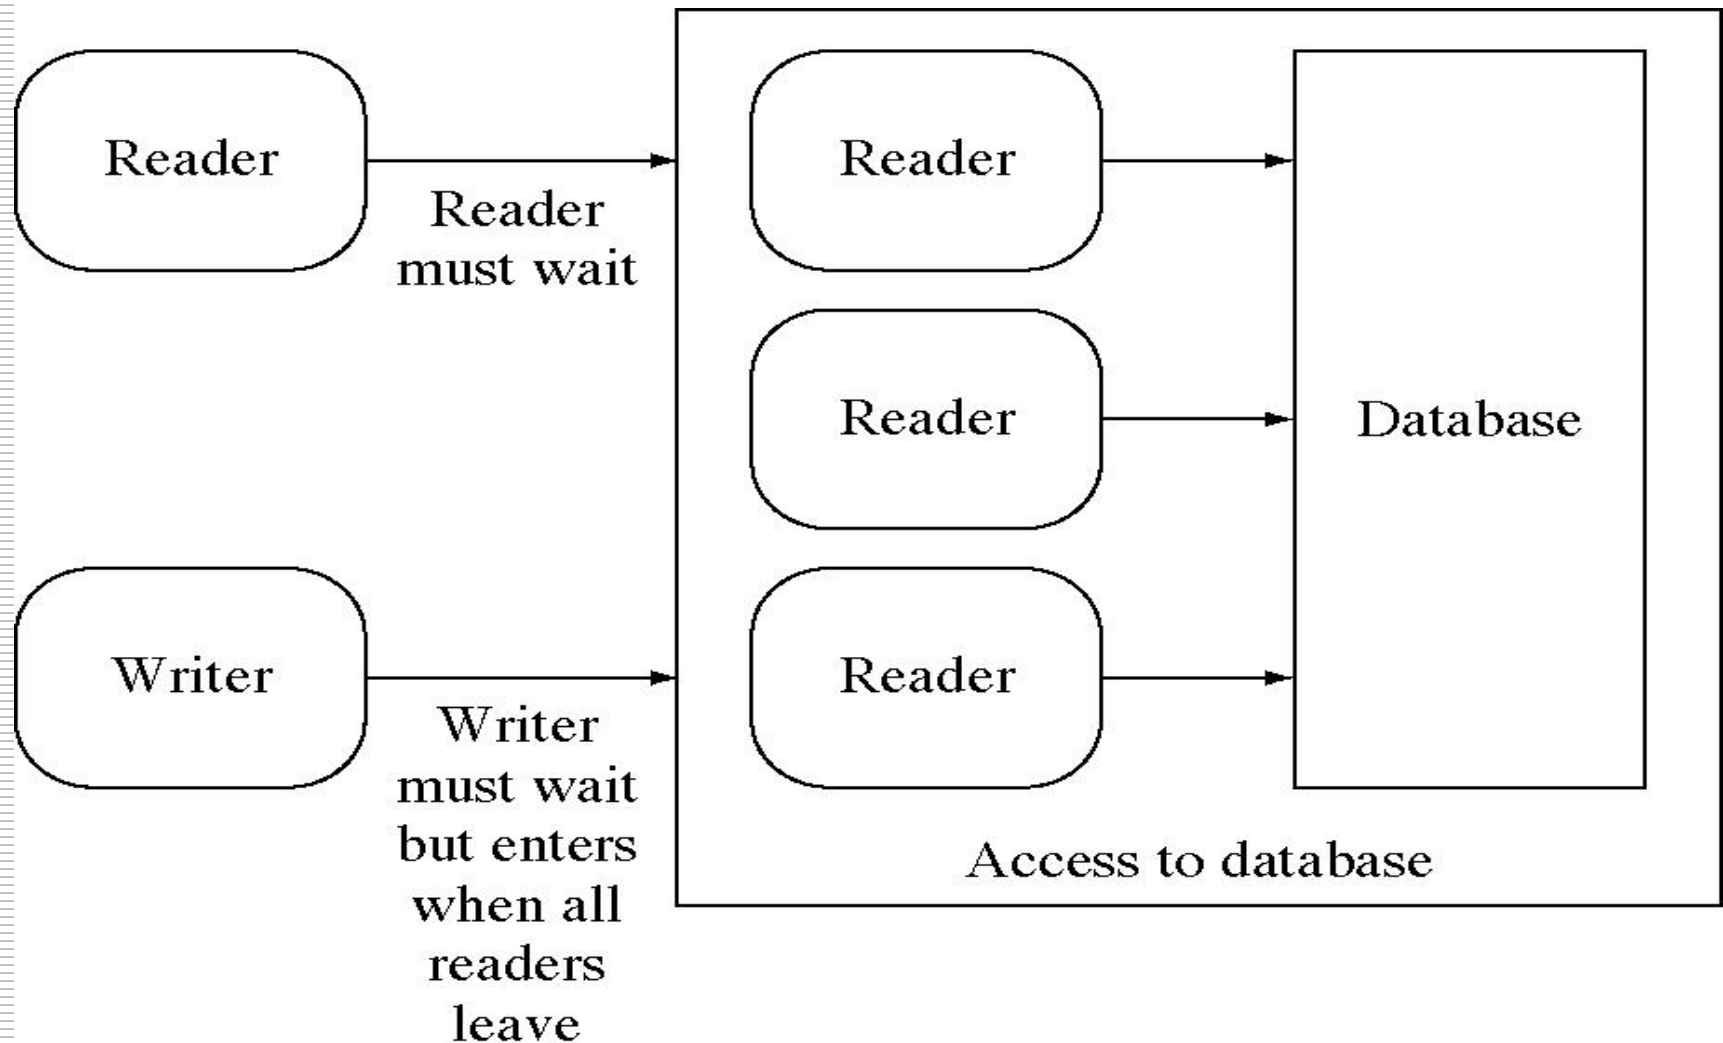 Reader
Reader
must wait
Reader
Reader
Database
Writer
Writer
must wait
but enters
when all
readers
leave
Reader
Access to database